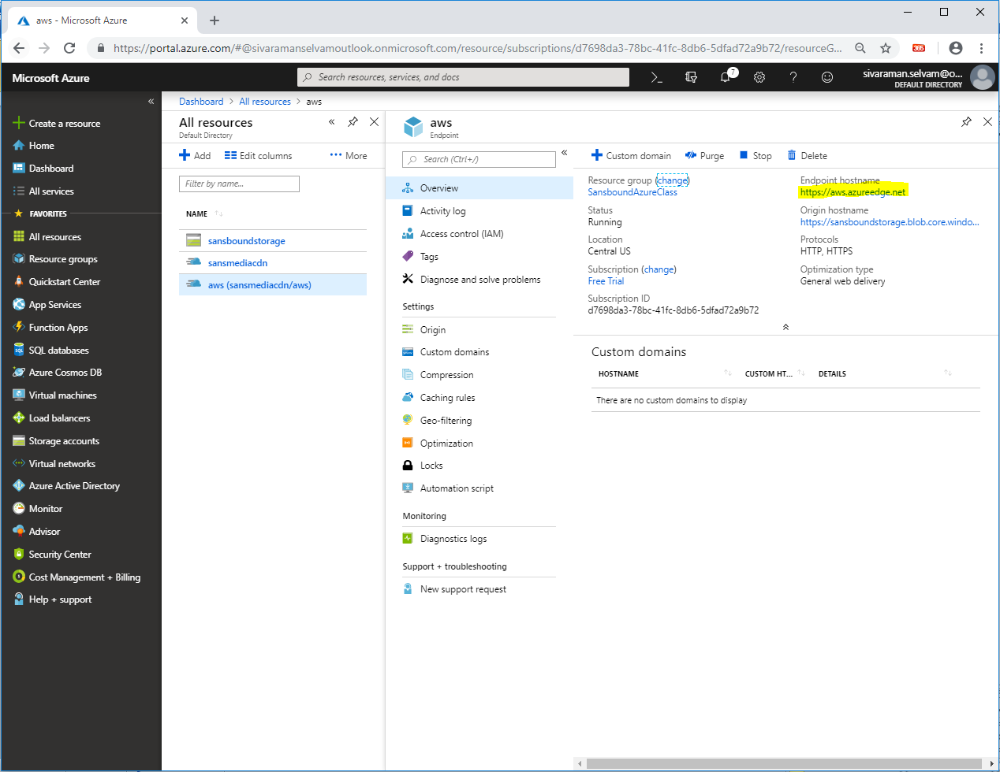 aws - Microsoft Azure
https://portal.azure.com/#@sivaramanselvamoutlook.onmicrosoft.com/resource/subscriptions/d7698da3-78bc-41fc-8db6-5dfad72a9b72/resourceG...
365
Microsoft Azure
Search resources, services, and docs
7
?
sivaraman.selvam@o...
DEFAULT DIRECTORY
Create a resource
Home
Dashboard
All services
FAVORITES
All resources
Resource groups
Quickstart Center
App Services
Function Apps
SQL databases
Azure Cosmos DB
Virtual machines
Load balancers
Storage accounts
Virtual networks
Azure Active Directory
Monitor
Advisor
Security Center
Cost Management + Billing
Help + support
Dashboard > All resources > aws
All resources
Default Directory
Add
Edit columns
More
Filter by name...
NAME
sansboundstorage
sansmediacdn
aws (sansmediacdn/aws)
aws
Endpoint
Search (Ctrl+/)
Overview
Activity log
Access control (IAM)
Tags
Diagnose and solve problems
Settings
Origin
Custom domains
Compression
Caching rules
Geo-filtering
Optimization
Locks
Automation script
Monitoring
Diagnostics logs
Support + troubleshooting
New support request
Custom domain
Purge
Stop
Delete
Resource group (change)
SansboundAzureClass
Status
Running
Location
Central US
Subscription (change)
Free Trial
Subscription ID
d7698da3-78bc-41fc-8db6-5dfad72a9b72
Endpoint hostname
https://aws.azureedge.net
Origin hostname
https://sansboundstorage.blob.core.windo...
Protocols
HTTP, HTTPS
Optimization type
General web delivery
Custom domains
HOSTNAME
CUSTOM HT...
DETAILS
There are no custom domains to display